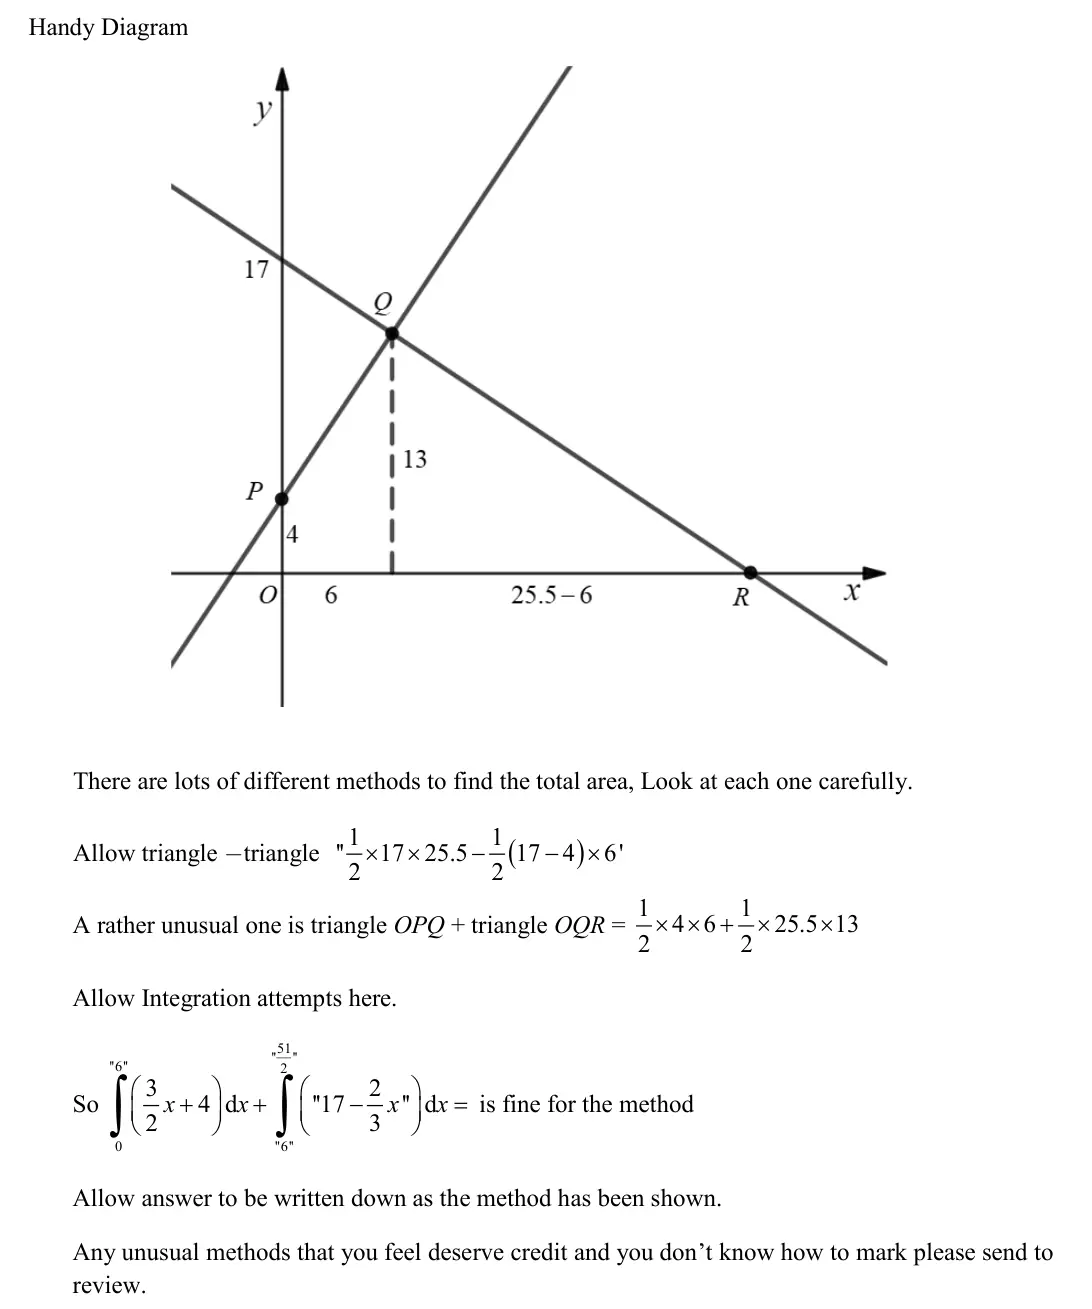 Handy Diagram
y
17
Q
13
P
4
O 6 25.5 – 6 R x
There are lots of different methods to find the total area, Look at each one carefully.
Allow triangle –triangle "½×17×25.5−½(17−4)×6'
A rather unusual one is triangle OPQ + triangle OQR = ½×4×6+½×25.5×13
Allow Integration attempts here.
So ∫₀^"6" (3/2 x+4) dx + ∫_"6"^"51/2" ("17−2/3 x") dx = is fine for the method
Allow answer to be written down as the method has been shown.
Any unusual methods that you feel deserve credit and you don’t know how to mark please send to
review.